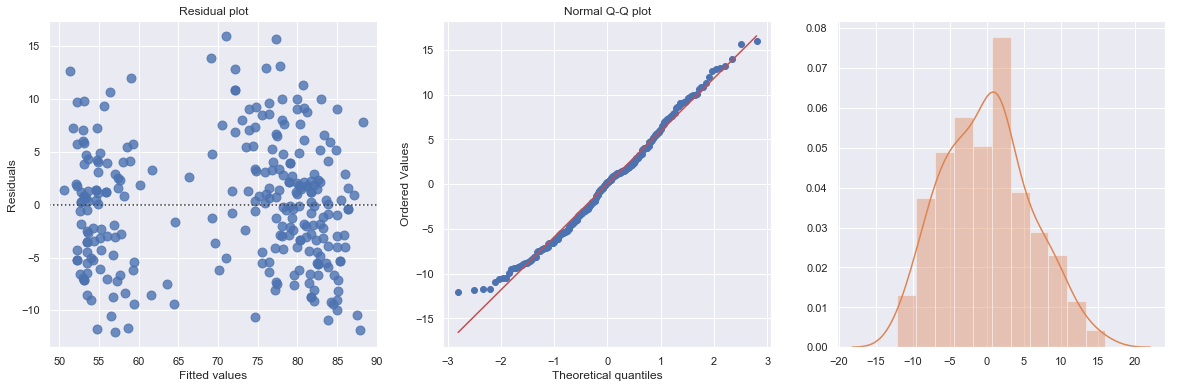 Residual plot
Residuals
15
10
5
0
−5
−10
50 55 60 65 70 75 80 85 90
Fitted values
Normal Q-Q plot
Ordered Values
15
10
5
0
−5
−10
−15
−3 −2 −1 0 1 2 3
Theoretical quantiles
0.08
0.07
0.06
0.05
0.04
0.03
0.02
0.01
0.00
−20 −15 −10 −5 0 5 10 15 20